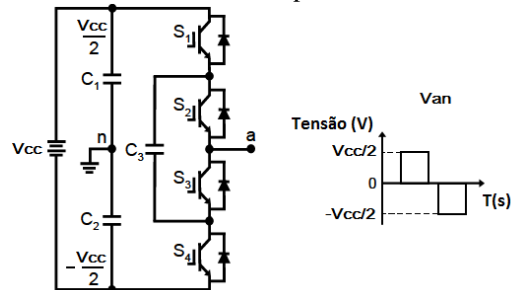 Vcc
2
S1
C1
S2
Van
Tensão (V)
Vcc
n
C3
a
Vcc/2
0
T(s)
S3
-Vcc/2
C2
- Vcc
2
S4